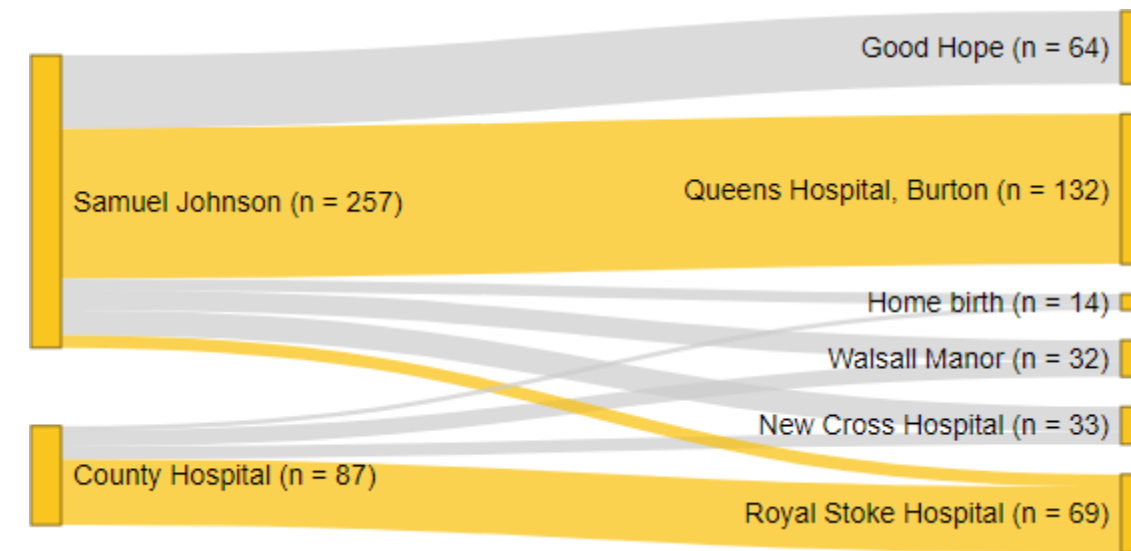 Good Hope (n = 64)
Samuel Johnson (n = 257)
Queens Hospital, Burton (n = 132)
Home birth (n = 14)
Walsall Manor (n = 32)
New Cross Hospital (n = 33)
County Hospital (n = 87)
Royal Stoke Hospital (n = 69)